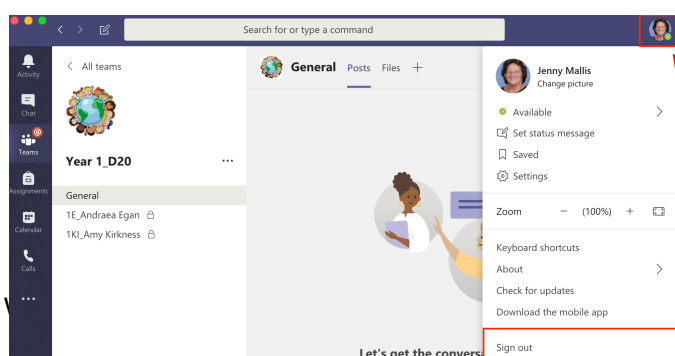 Search for or type a command
Activity
Chat
Teams
Assignments
Calendar
Calls
All teams
Year 1_D20
General
1E_Andraea Egan
1KI_Amy Kirkness
General Posts Files +
Let's get the convers
Jenny Mallis
Change picture
Available
Set status message
Saved
Settings
Zoom − (100%) +
Keyboard shortcuts
About
Check for updates
Download the mobile app
Sign out